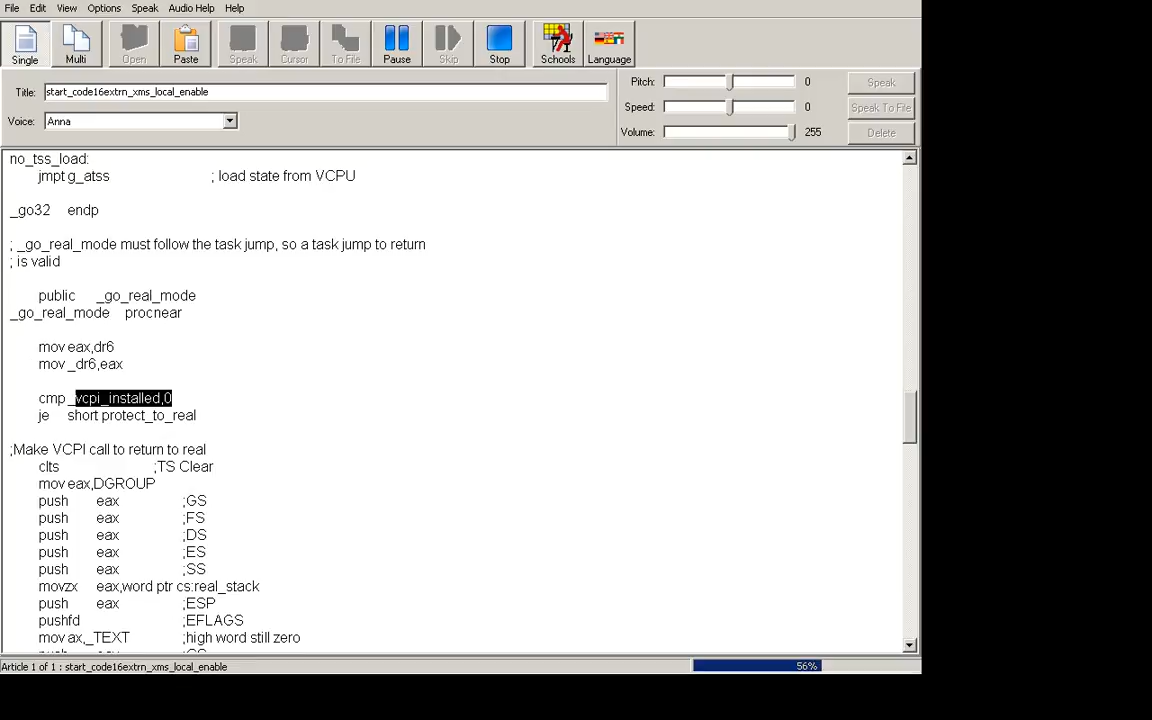 File Edit View Options Speak Audio Help Help
Single Multi Open Paste Speak Cursor To File Pause Skip Stop Schools Language
Title: start_code16extrn_xms_local_enable
Voice: Anna
Pitch: 0 Speak
Speed: 0 Speak To File
Volume: 255 Delete
no_tss_load:
jmpt g_atss ; load state from VCPU
_go32 endp
; _go_real_mode must follow the task jump, so a task jump to return
; is valid
public _go_real_mode
_go_real_mode procnear
mov eax,dr6
mov _dr6,eax
cmp _vcpi_installed,0
je short protect_to_real
;Make VCPI call to return to real
clts ;TS Clear
mov eax,DGROUP
push eax ;GS
push eax ;FS
push eax ;DS
push eax ;ES
push eax ;SS
movzx eax,word ptr cs:real_stack
push eax ;ESP
pushfd ;EFLAGS
mov ax,_TEXT ;high word still zero
Article 1 of 1 : start_code16extrn_xms_local_enable 56%